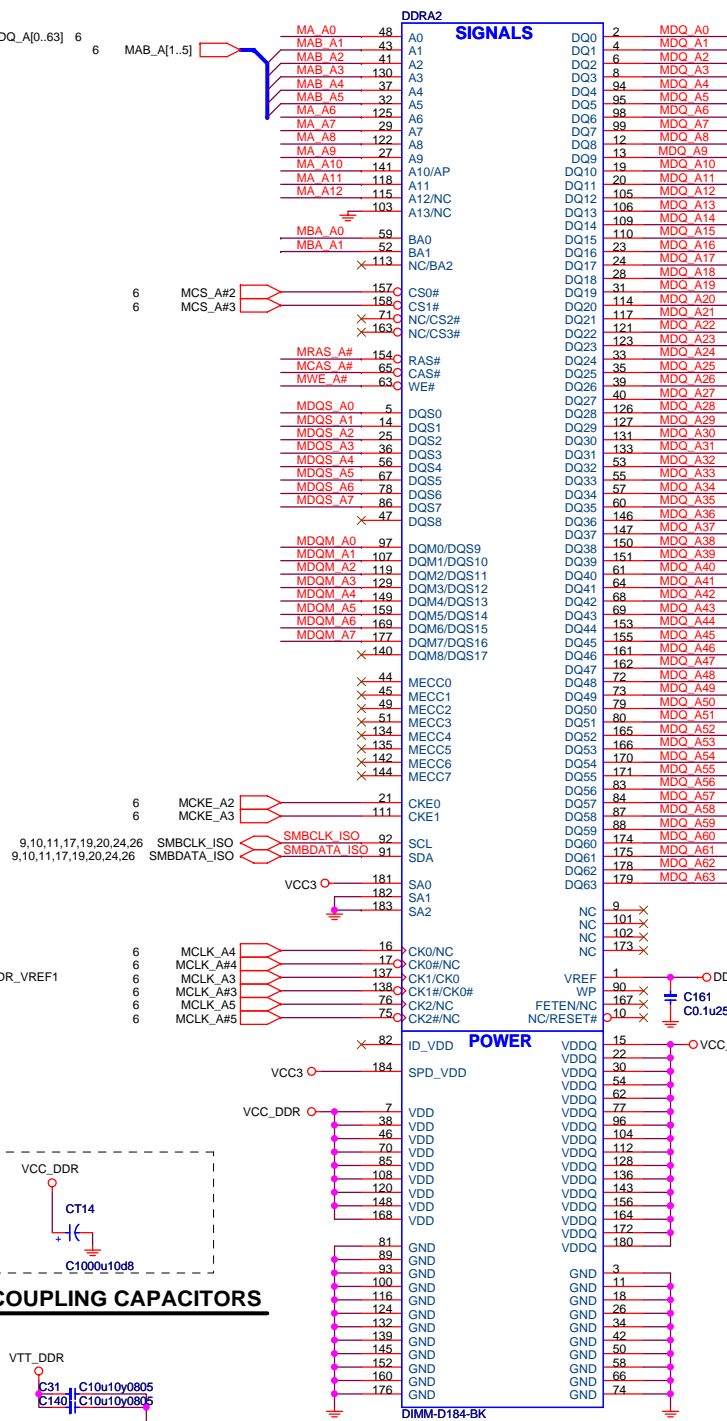 DDRA2
SIGNALS
DQ_A[0..63] 6
6 MAB_A[1..5]
MA_A0 48 A0 DQ0 2 MDQ_A0
MAB_A1 43 A1 DQ1 4 MDQ_A1
MAB_A2 41 A2 DQ2 6 MDQ_A2
MAB_A3 130 A3 DQ3 8 MDQ_A3
MAB_A4 37 A4 DQ4 94 MDQ_A4
MAB_A5 32 A5 DQ5 95 MDQ_A5
MA_A6 125 A6 DQ6 98 MDQ_A6
MA_A7 29 A7 DQ7 99 MDQ_A7
MA_A8 122 A8 DQ8 12 MDQ_A8
MA_A9 27 A9 DQ9 13 MDQ_A9
MA_A10 141 A10/AP DQ10 19 MDQ_A10
MA_A11 118 A11 DQ11 20 MDQ_A11
MA_A12 115 A12/NC DQ12 105 MDQ_A12
103 A13/NC DQ13 106 MDQ_A13
DQ14 109 MDQ_A14
MBA_A0 59 BA0 DQ15 110 MDQ_A15
MBA_A1 52 BA1 DQ16 23 MDQ_A16
113 NC/BA2 DQ17 24 MDQ_A17
DQ18 28 MDQ_A18
6 MCS_A#2 157 CS0# DQ19 31 MDQ_A19
6 MCS_A#3 158 CS1# DQ20 114 MDQ_A20
71 NC/CS2# DQ21 117 MDQ_A21
163 NC/CS3# DQ22 121 MDQ_A22
DQ23 123 MDQ_A23
MRAS_A# 154 RAS# DQ24 33 MDQ_A24
MCAS_A# 65 CAS# DQ25 35 MDQ_A25
MWE_A# 63 WE# DQ26 39 MDQ_A26
DQ27 40 MDQ_A27
MDQS_A0 5 DQS0 DQ28 126 MDQ_A28
MDQS_A1 14 DQS1 DQ29 127 MDQ_A29
MDQS_A2 25 DQS2 DQ30 131 MDQ_A30
MDQS_A3 36 DQS3 DQ31 133 MDQ_A31
MDQS_A4 56 DQS4 DQ32 53 MDQ_A32
MDQS_A5 67 DQS5 DQ33 55 MDQ_A33
MDQS_A6 78 DQS6 DQ34 57 MDQ_A34
MDQS_A7 86 DQS7 DQ35 60 MDQ_A35
47 DQS8 DQ36 146 MDQ_A36
DQ37 147 MDQ_A37
MDQM_A0 97 DQM0/DQS9 DQ38 150 MDQ_A38
MDQM_A1 107 DQM1/DQS10 DQ39 151 MDQ_A39
MDQM_A2 119 DQM2/DQS11 DQ40 61 MDQ_A40
MDQM_A3 129 DQM3/DQS12 DQ41 64 MDQ_A41
MDQM_A4 149 DQM4/DQS13 DQ42 68 MDQ_A42
MDQM_A5 159 DQM5/DQS14 DQ43 69 MDQ_A43
MDQM_A6 169 DQM6/DQS15 DQ44 153 MDQ_A44
MDQM_A7 177 DQM7/DQS16 DQ45 155 MDQ_A45
140 DQM8/DQS17 DQ46 161 MDQ_A46
DQ47 162 MDQ_A47
44 MECC0 DQ48 72 MDQ_A48
45 MECC1 DQ49 73 MDQ_A49
49 MECC2 DQ50 79 MDQ_A50
51 MECC3 DQ51 80 MDQ_A51
134 MECC4 DQ52 165 MDQ_A52
135 MECC5 DQ53 166 MDQ_A53
142 MECC6 DQ54 170 MDQ_A54
144 MECC7 DQ55 171 MDQ_A55
DQ56 83 MDQ_A56
6 MCKE_A2 21 CKE0 DQ57 84 MDQ_A57
6 MCKE_A3 111 CKE1 DQ58 87 MDQ_A58
DQ59 88 MDQ_A59
9,10,11,17,19,20,24,26 SMBCLK_ISO SMBCLK_ISO 92 SCL DQ60 174 MDQ_A60
9,10,11,17,19,20,24,26 SMBDATA_ISO SMBDATA_ISO 91 SDA DQ61 175 MDQ_A61
DQ62 178 MDQ_A62
VCC3 181 SA0 DQ63 179 MDQ_A63
182 SA1
183 SA2 NC 9
NC 101
NC 102
6 MCLK_A4 16 CK0/NC NC 173
6 MCLK_A#4 17 CK0#/NC
DR_VREF1 6 MCLK_A3 137 CK1/CK0 VREF 1 DD
6 MCLK_A#3 138 CK1#/CK0# WP 90
6 MCLK_A5 76 CK2/NC FETEN/NC 167
6 MCLK_A#5 75 CK2#/NC NC/RESET# 10
C161
C0.1u25
POWER
82 ID_VDD VDDQ 15 VCC_
VDDQ 22
VCC3 184 SPD_VDD VDDQ 30
VDDQ 54
VDDQ 62
VCC_DDR 7 VDD VDDQ 77
38 VDD VDDQ 96
46 VDD VDDQ 104
70 VDD VDDQ 112
85 VDD VDDQ 128
108 VDD VDDQ 136
120 VDD VDDQ 143
148 VDD VDDQ 156
168 VDD VDDQ 164
VDDQ 172
81 GND VDDQ 180
89 GND
93 GND GND 3
100 GND GND 11
116 GND GND 18
124 GND GND 26
132 GND GND 34
139 GND GND 42
145 GND GND 50
152 GND GND 58
160 GND GND 66
176 GND GND 74
DIMM-D184-BK
VCC_DDR
CT14
+
C1000u10d8
COUPLING CAPACITORS
VTT_DDR
C31 C10u10y0805
C140 C10u10y0805